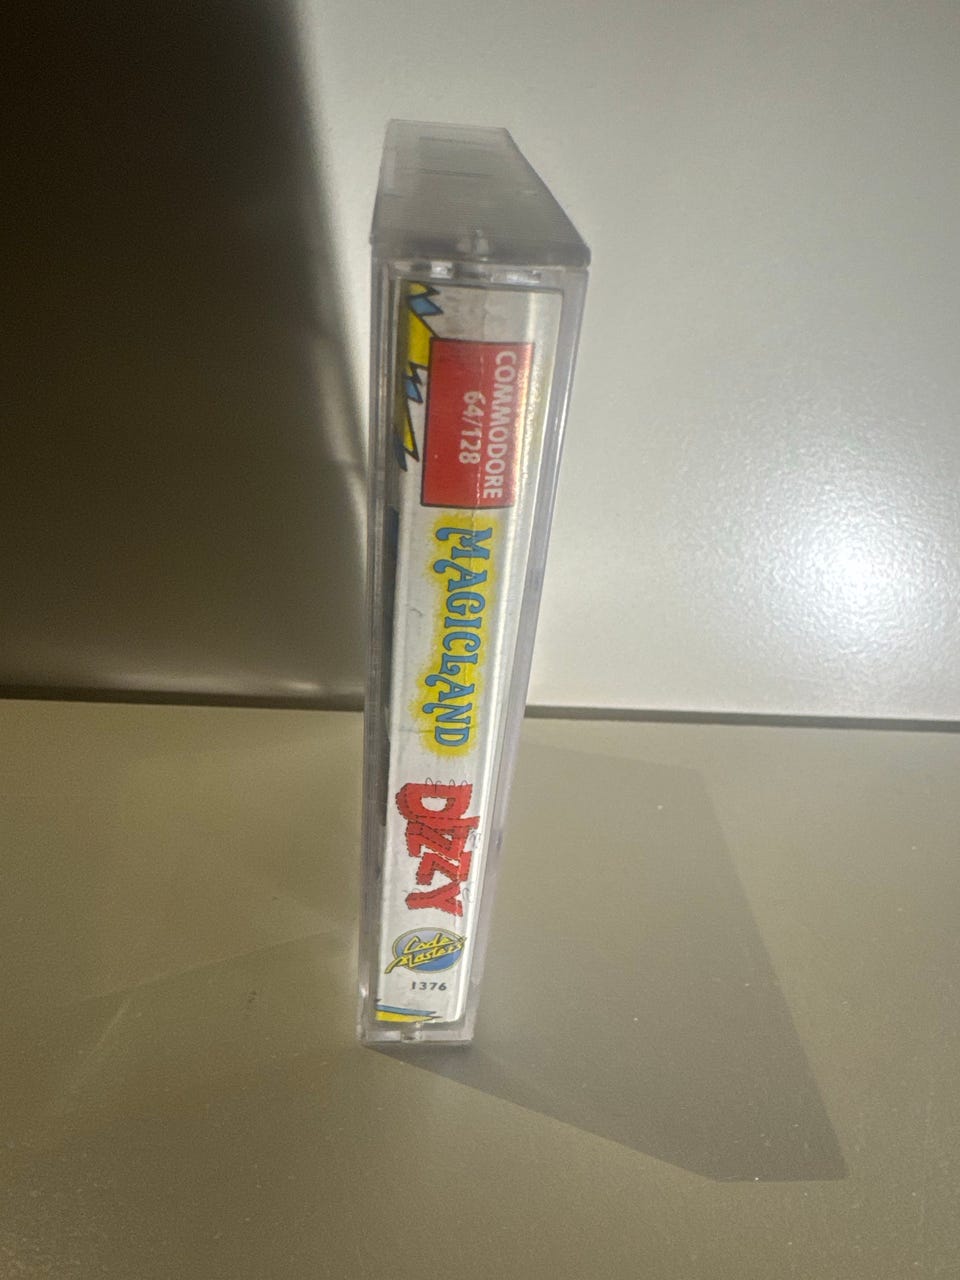 COMMODORE
64/128
MAGICLAND
DIZZY
Code
Masters
1376